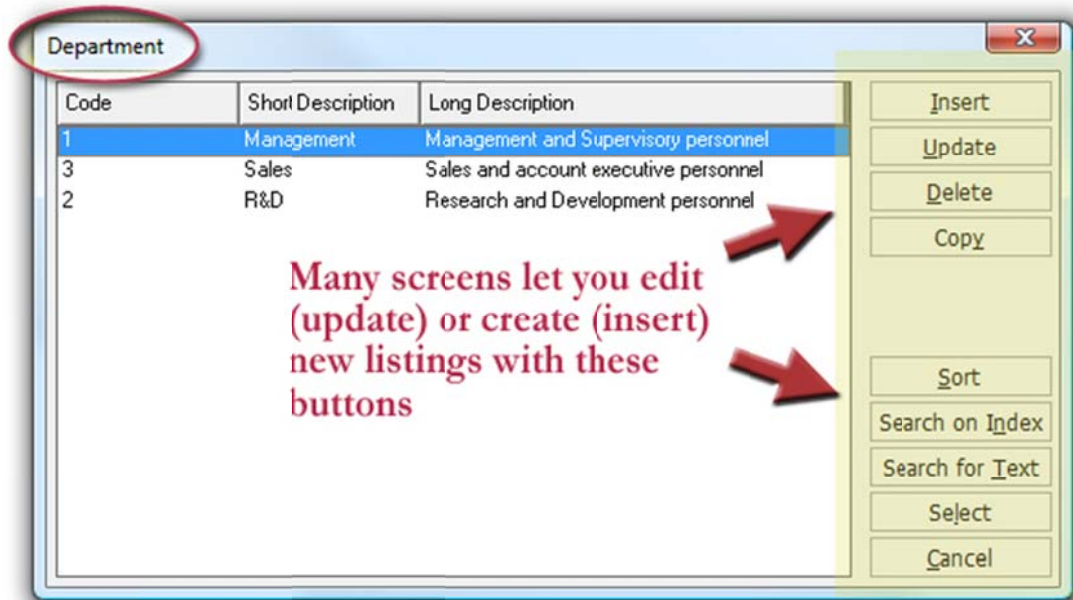 Department
Code Short Description Long Description
1 Management Management and Supervisory personnel
3 Sales Sales and account executive personnel
2 R&D Research and Development personnel
Many screens let you edit
(update) or create (insert)
new listings with these
buttons
Insert
Update
Delete
Copy
Sort
Search on Index
Search for Text
Select
Cancel